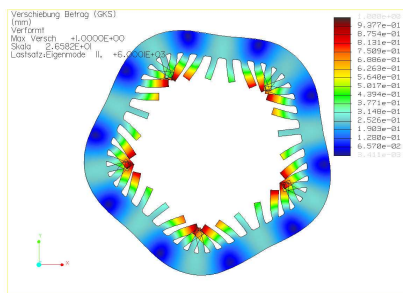 Verschiebung Betrag (GKS)
(mm)
Verformt
Max Versch +1.0000E+00
Skala 2.6582E+01
Lastsatz:Eigenmode 11, +6.0001E+03
9.377e-01
8.754e-01
8.131e-01
7.509e-01
6.886e-01
6.263e-01
5.640e-01
5.017e-01
4.394e-01
3.771e-01
3.148e-01
2.526e-01
1.903e-01
1.280e-01
6.570e-02
Y
X